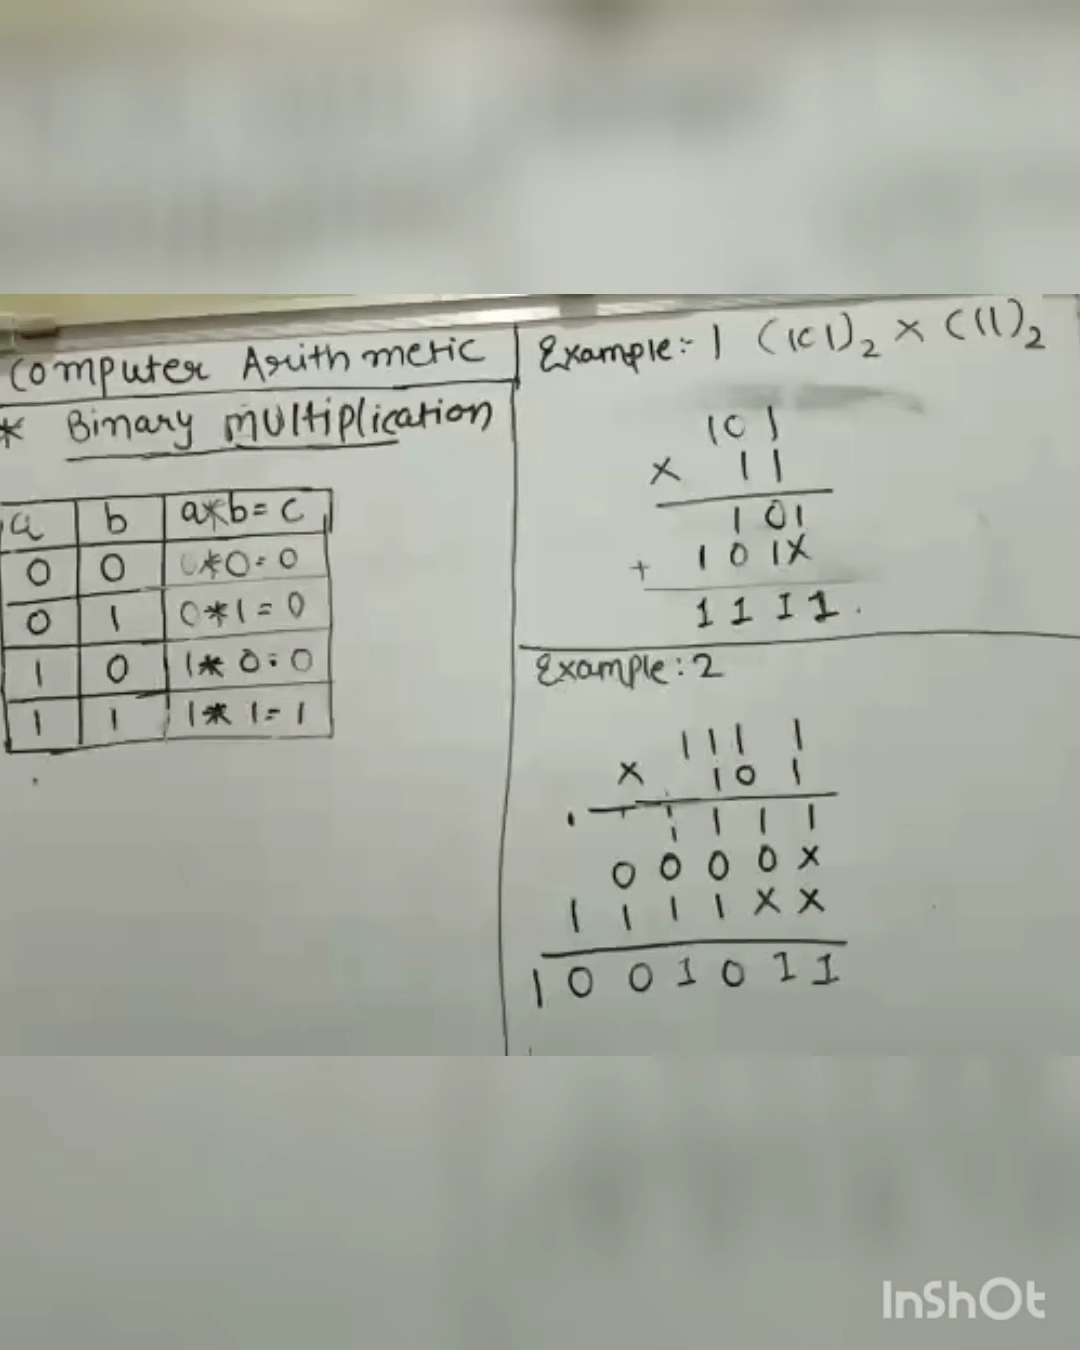 Computer Arithmetic
* Binary multiplication
a b a*b= c
0 0 0*0=0
0 1 0*1=0
1 0 1*0=0
1 1 1*1=1
Example:- 1 (101)₂ × (11)₂
101
× 11
101
+ 101X
1111
Example: 2
1111
× 101
1111
0000X
1111XX
1001011
InShOt